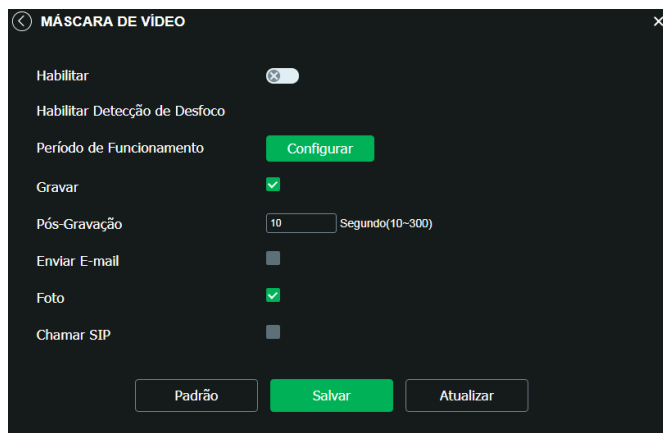 MÁSCARA DE VÍDEO
Habilitar
Habilitar Detecção de Desfoco
Período de Funcionamento Configurar
Gravar
Pós-Gravação 10 Segundo(10~300)
Enviar E-mail
Foto
Chamar SIP
Padrão Salvar Atualizar